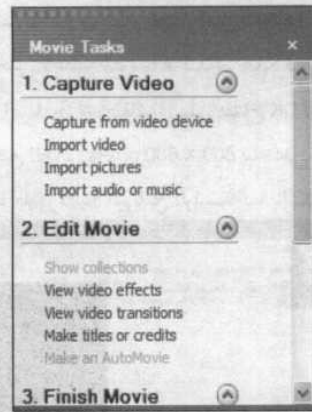 Movie Tasks
1. Capture Video
Capture from video device
Import video
Import pictures
Import audio or music
2. Edit Movie
Show collections
View video effects
View video transitions
Make titles or credits
Make an AutoMovie
3. Finish Movie